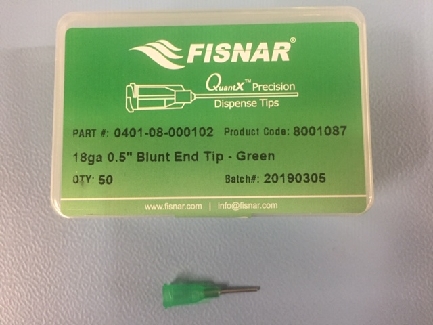 FISNAR®
QuantX™ Precision
Dispense Tips
PART #: 0401-08-000102 Product Code: 8001087
18ga 0.5" Blunt End Tip - Green
QTY: 50 Batch#: 20190305
www.fisnar.com | info@fisnar.com